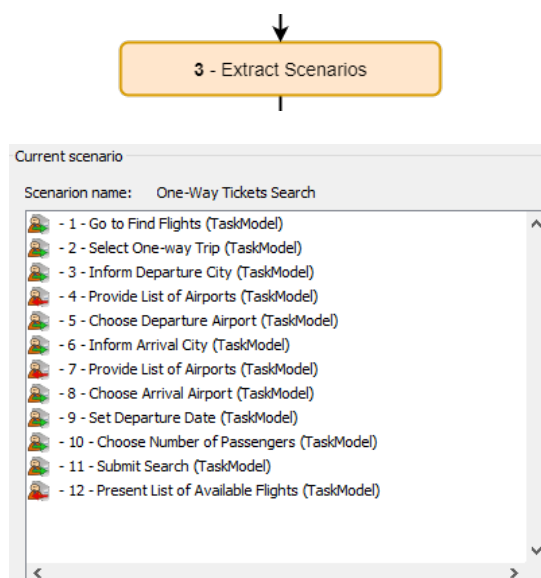 3 - Extract Scenarios
Current scenario
Scenarion name: One-Way Tickets Search
- 1 - Go to Find Flights (TaskModel)
- 2 - Select One-way Trip (TaskModel)
- 3 - Inform Departure City (TaskModel)
- 4 - Provide List of Airports (TaskModel)
- 5 - Choose Departure Airport (TaskModel)
- 6 - Inform Arrival City (TaskModel)
- 7 - Provide List of Airports (TaskModel)
- 8 - Choose Arrival Airport (TaskModel)
- 9 - Set Departure Date (TaskModel)
- 10 - Choose Number of Passengers (TaskModel)
- 11 - Submit Search (TaskModel)
- 12 - Present List of Available Flights (TaskModel)